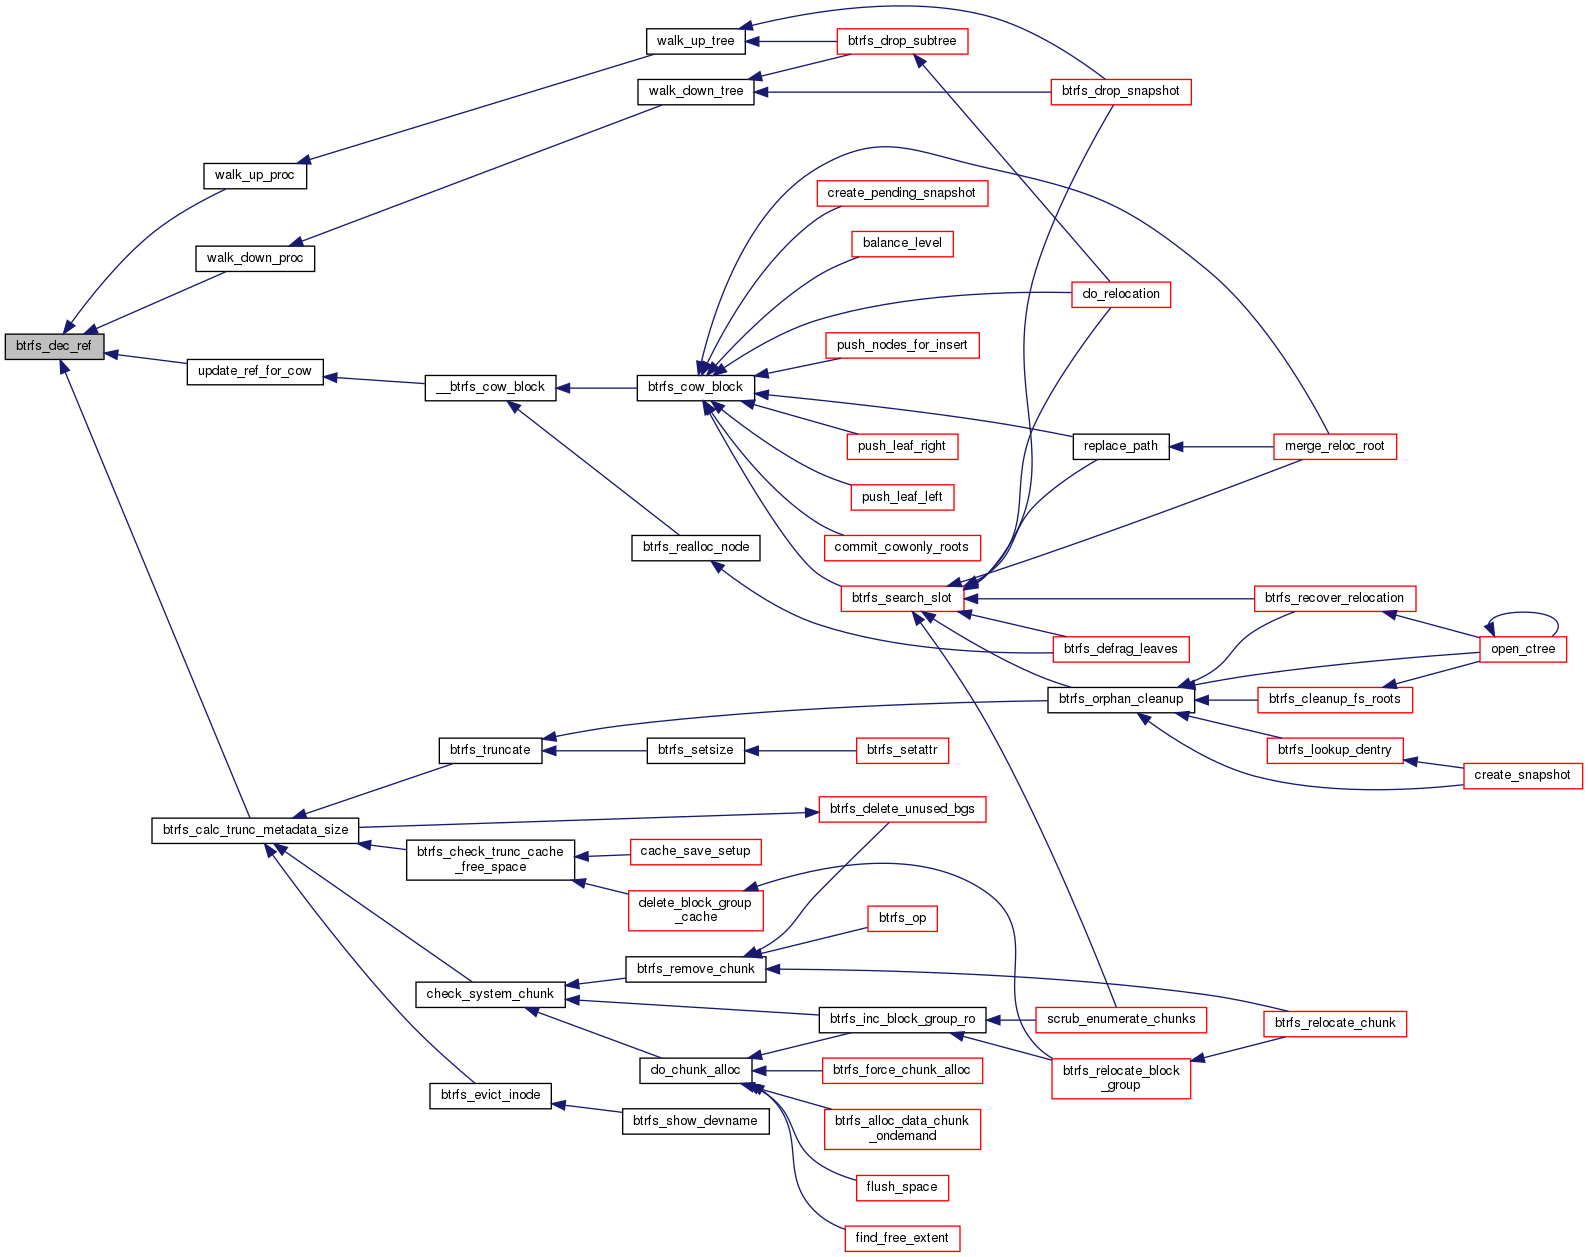 walk_up_tree
btrfs_drop_subtree
walk_down_tree
btrfs_drop_snapshot
walk_up_proc
create_pending_snapshot
balance_level
walk_down_proc
do_relocation
btrfs_dec_ref
push_nodes_for_insert
update_ref_for_cow
__btrfs_cow_block
btrfs_cow_block
push_leaf_right
replace_path
merge_reloc_root
push_leaf_left
btrfs_realloc_node
commit_cowonly_roots
btrfs_search_slot
btrfs_recover_relocation
btrfs_defrag_leaves
open_ctree
btrfs_orphan_cleanup
btrfs_cleanup_fs_roots
btrfs_truncate
btrfs_setsize
btrfs_setattr
btrfs_lookup_dentry
create_snapshot
btrfs_calc_trunc_metadata_size
btrfs_delete_unused_bgs
btrfs_check_trunc_cache
_free_space
cache_save_setup
delete_block_group
_cache
btrfs_op
btrfs_remove_chunk
check_system_chunk
btrfs_inc_block_group_ro
scrub_enumerate_chunks
btrfs_relocate_chunk
do_chunk_alloc
btrfs_force_chunk_alloc
btrfs_relocate_block
_group
btrfs_evict_inode
btrfs_show_devname
btrfs_alloc_data_chunk
_ondemand
flush_space
find_free_extent